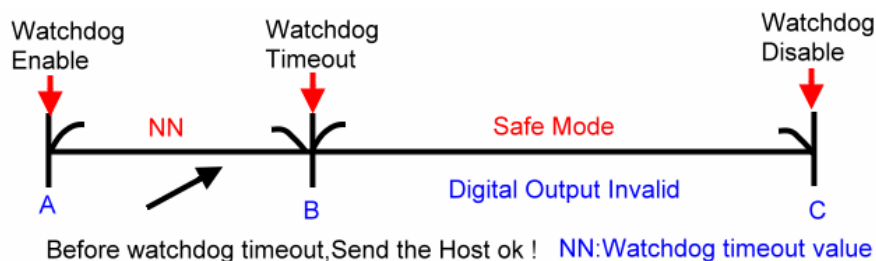 Watchdog
Enable
Watchdog
Timeout
Watchdog
Disable
NN
Safe Mode
A
B
Digital Output Invalid
C
Before watchdog timeout,Send the Host ok !
NN:Watchdog timeout value